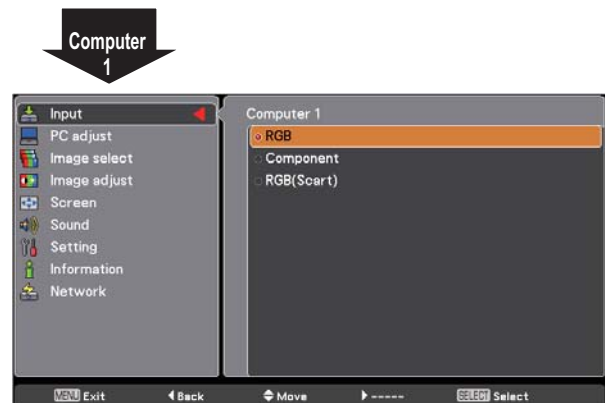 Computer
1
Input
PC adjust
Image select
Image adjust
Screen
Sound
Setting
Information
Network
Computer 1
RGB
Component
RGB(Scart)
MENU Exit ◀ Back Move ▶ ----- SELECT Select